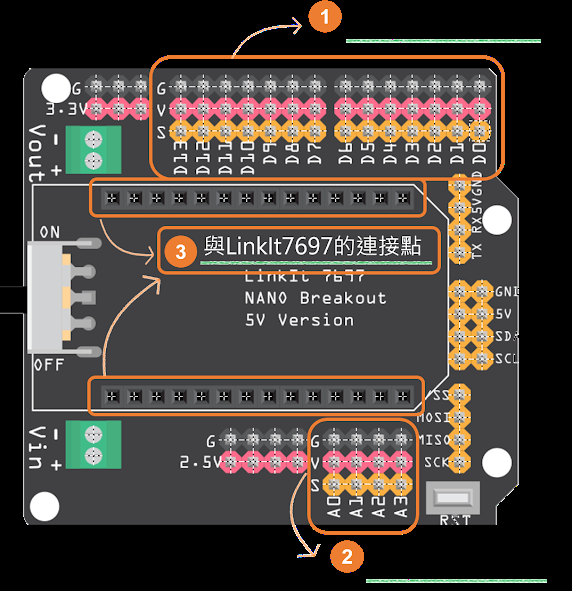 1
G G
3.3V V
S
D13 D12 D11 D10 D9 D8 D7 D6 D5 D4 D3 D2 D1 D0
Vout - +
TX RX 5V GND
ON
3 與LinkIt7697的連接點
LinkIt 7697
NANO Breakout
5V Version
GND
5V
SD
SC
OFF
VSS
MOSI
MISO
SCK
Vin - +
G G
2.5V V
S
A0 A1 A2 A3
RST
2